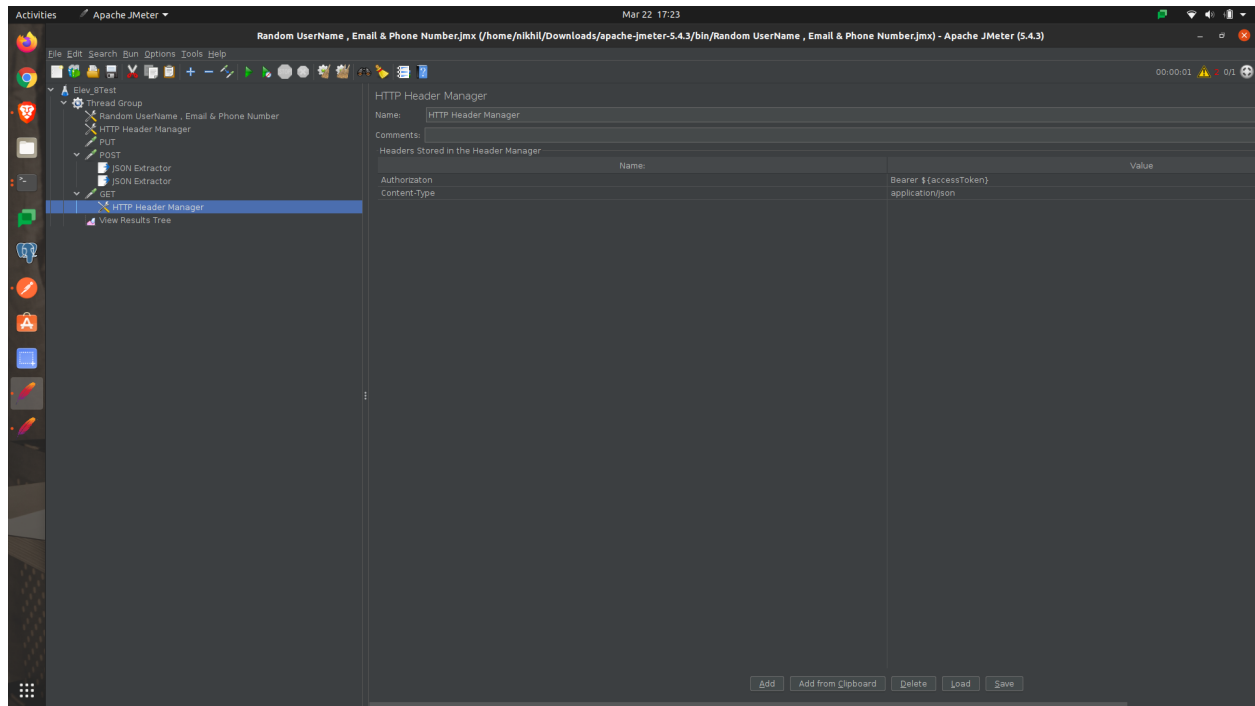 Activities Apache JMeter Mar 22 17:23
Random UserName , Email & Phone Number.jmx (/home/nikhil/Downloads/apache-jmeter-5.4.3/bin/Random UserName , Email & Phone Number.jmx) - Apache JMeter (5.4.3)
File Edit Search Run Options Tools Help
00:00:01 0/1
Elev_8Test
Thread Group
Random UserName , Email & Phone Number
HTTP Header Manager
PUT
POST
JSON Extractor
JSON Extractor
GET
HTTP Header Manager
View Results Tree
HTTP Header Manager
Name: HTTP Header Manager
Comments:
Headers Stored in the Header Manager
Name: Value
Authorizaton Bearer ${accessToken}
Content-Type application/json
Add Add from Clipboard Delete Load Save